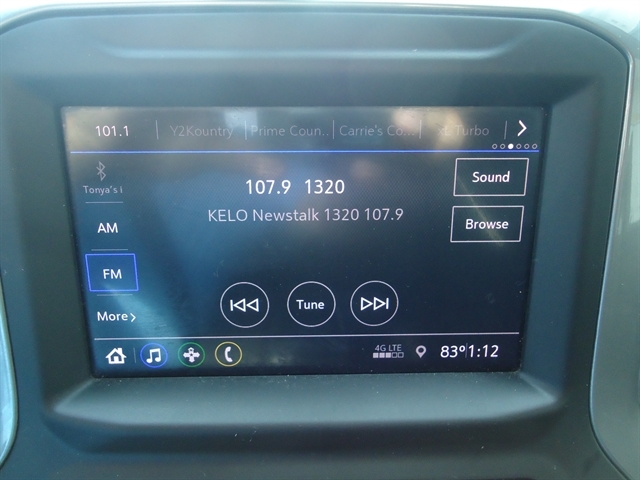 101.1 Y2Kountry Prime Coun.. Carrie's Co... Turbo
Tonya's i
107.9 1320
Sound
AM
KELO Newstalk 1320 107.9
Browse
FM
Tune
More
4G LTE
83° 1:12